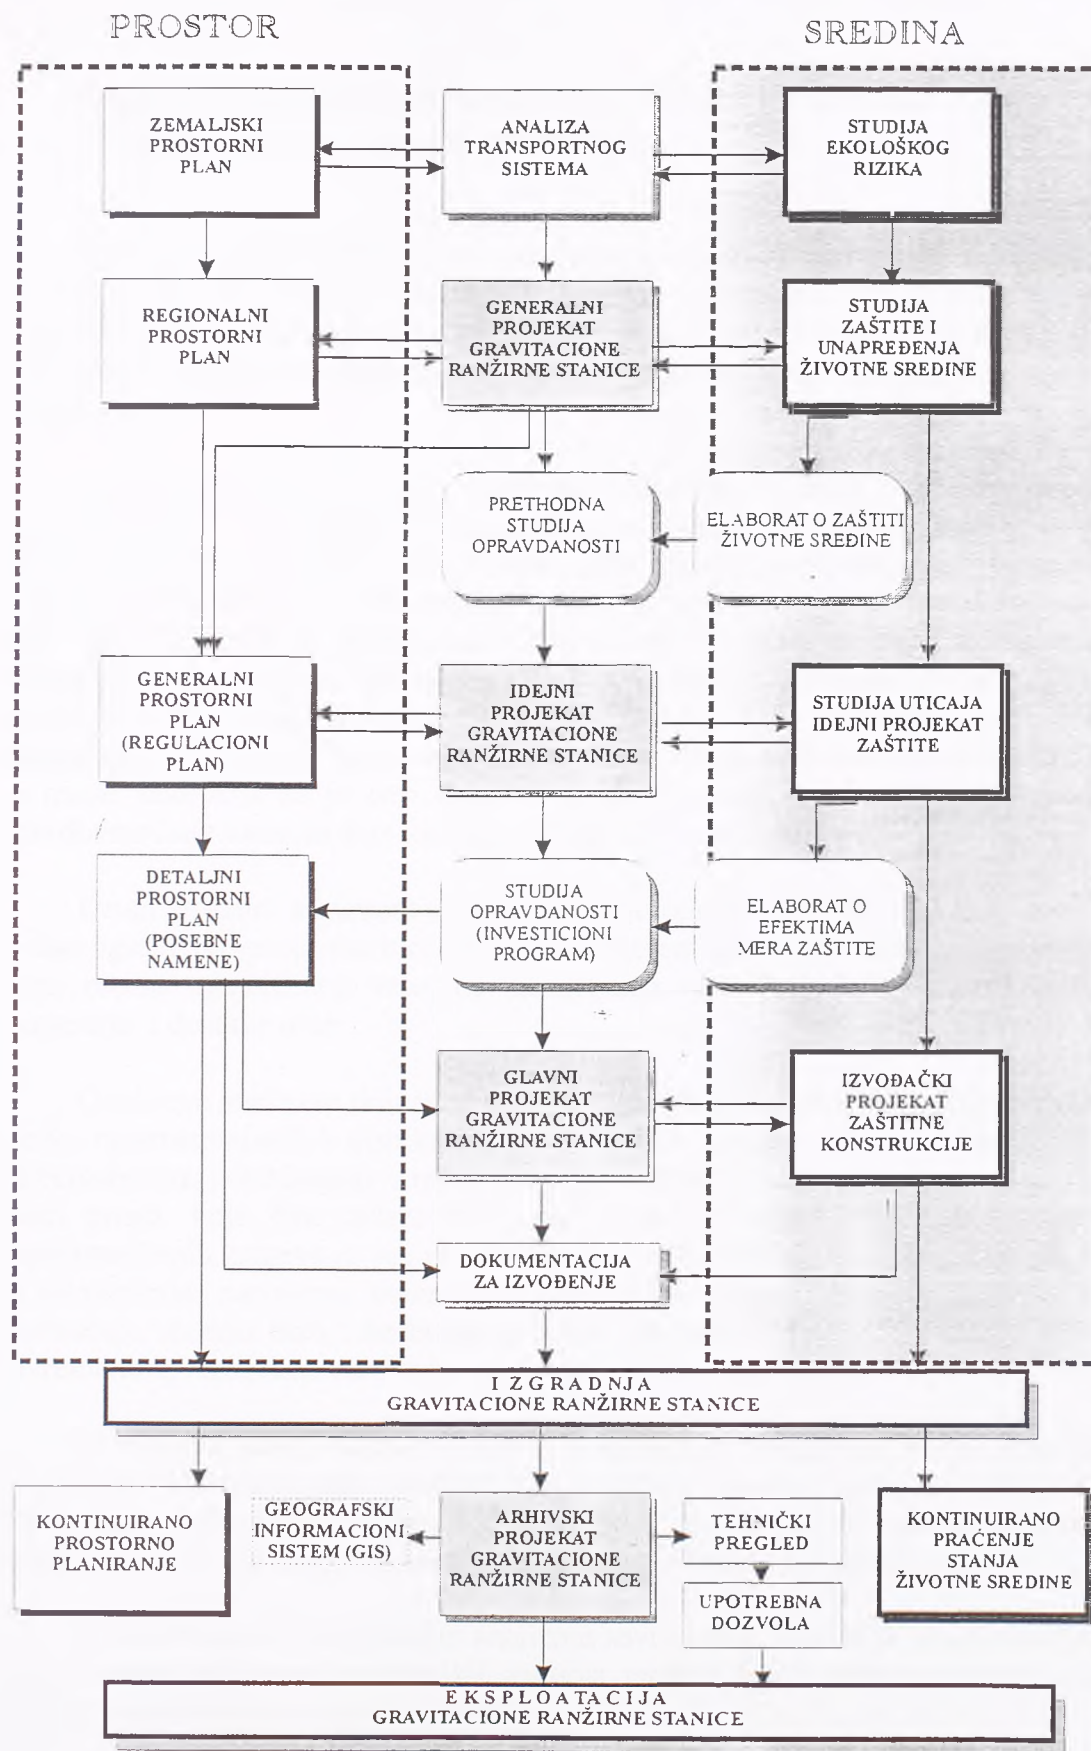 PROSTOR
SREDINA
ZEMALJSKI
PROSTORNI
PLAN
ANALIZA
TRANSPORTNOG
SISTEMA
STUDIJA
EKOLOŠKOG
RIZIKA
REGIONALNI
PROSTORNI
PLAN
GENERALNI
PROJEKAT
GRAVITACIONE
RANŽIRNE STANICE
STUDIJA
ZAŠTITE I
UNAPREĐENJA
ŽIVOTNE SREDINE
PRETHODNA
STUDIJA
OPRAVDANOSTI
ELABORAT O ZAŠTITI
ŽIVOTNE SREDINE
GENERALNI
PROSTORNI
PLAN
(REGULACIONI
PLAN)
IDEJNI
PROJEKAT
GRAVITACIONE
RANŽIRNE STANICE
STUDIJA UTICAJA
IDEJNI PROJEKAT
ZAŠTITE
DETALJNI
PROSTORNI
PLAN
(POSEBNE
NAMENE)
STUDIJA
OPRAVDANOSTI
(INVESTICIONI
PROGRAM)
ELABORAT O
EFEKTIMA
MERA ZAŠTITE
GLAVNI
PROJEKAT
GRAVITACIONE
RANŽIRNE STANICE
IZVOĐAČKI
PROJEKAT
ZAŠTITNE
KONSTRUKCIJE
DOKUMENTACIJA
ZA IZVOĐENJE
IZGRADNJA
GRAVITACIONE RANŽIRNE STANICE
KONTINUIRANO
PROSTORNO
PLANIRANJE
GEOGRAFSKI
INFORMACIONI
SISTEM (GIS)
ARHIVSKI
PROJEKAT
GRAVITACIONE
RANŽIRNE STANICE
TEHNIČKI
PREGLED
UPOTREBNA
DOZVOLA
KONTINUIRANO
PRAĆENJE
STANJA
ŽIVOTNE SREDINE
EKSPLOATACIJA
GRAVITACIONE RANŽIRNE STANICE